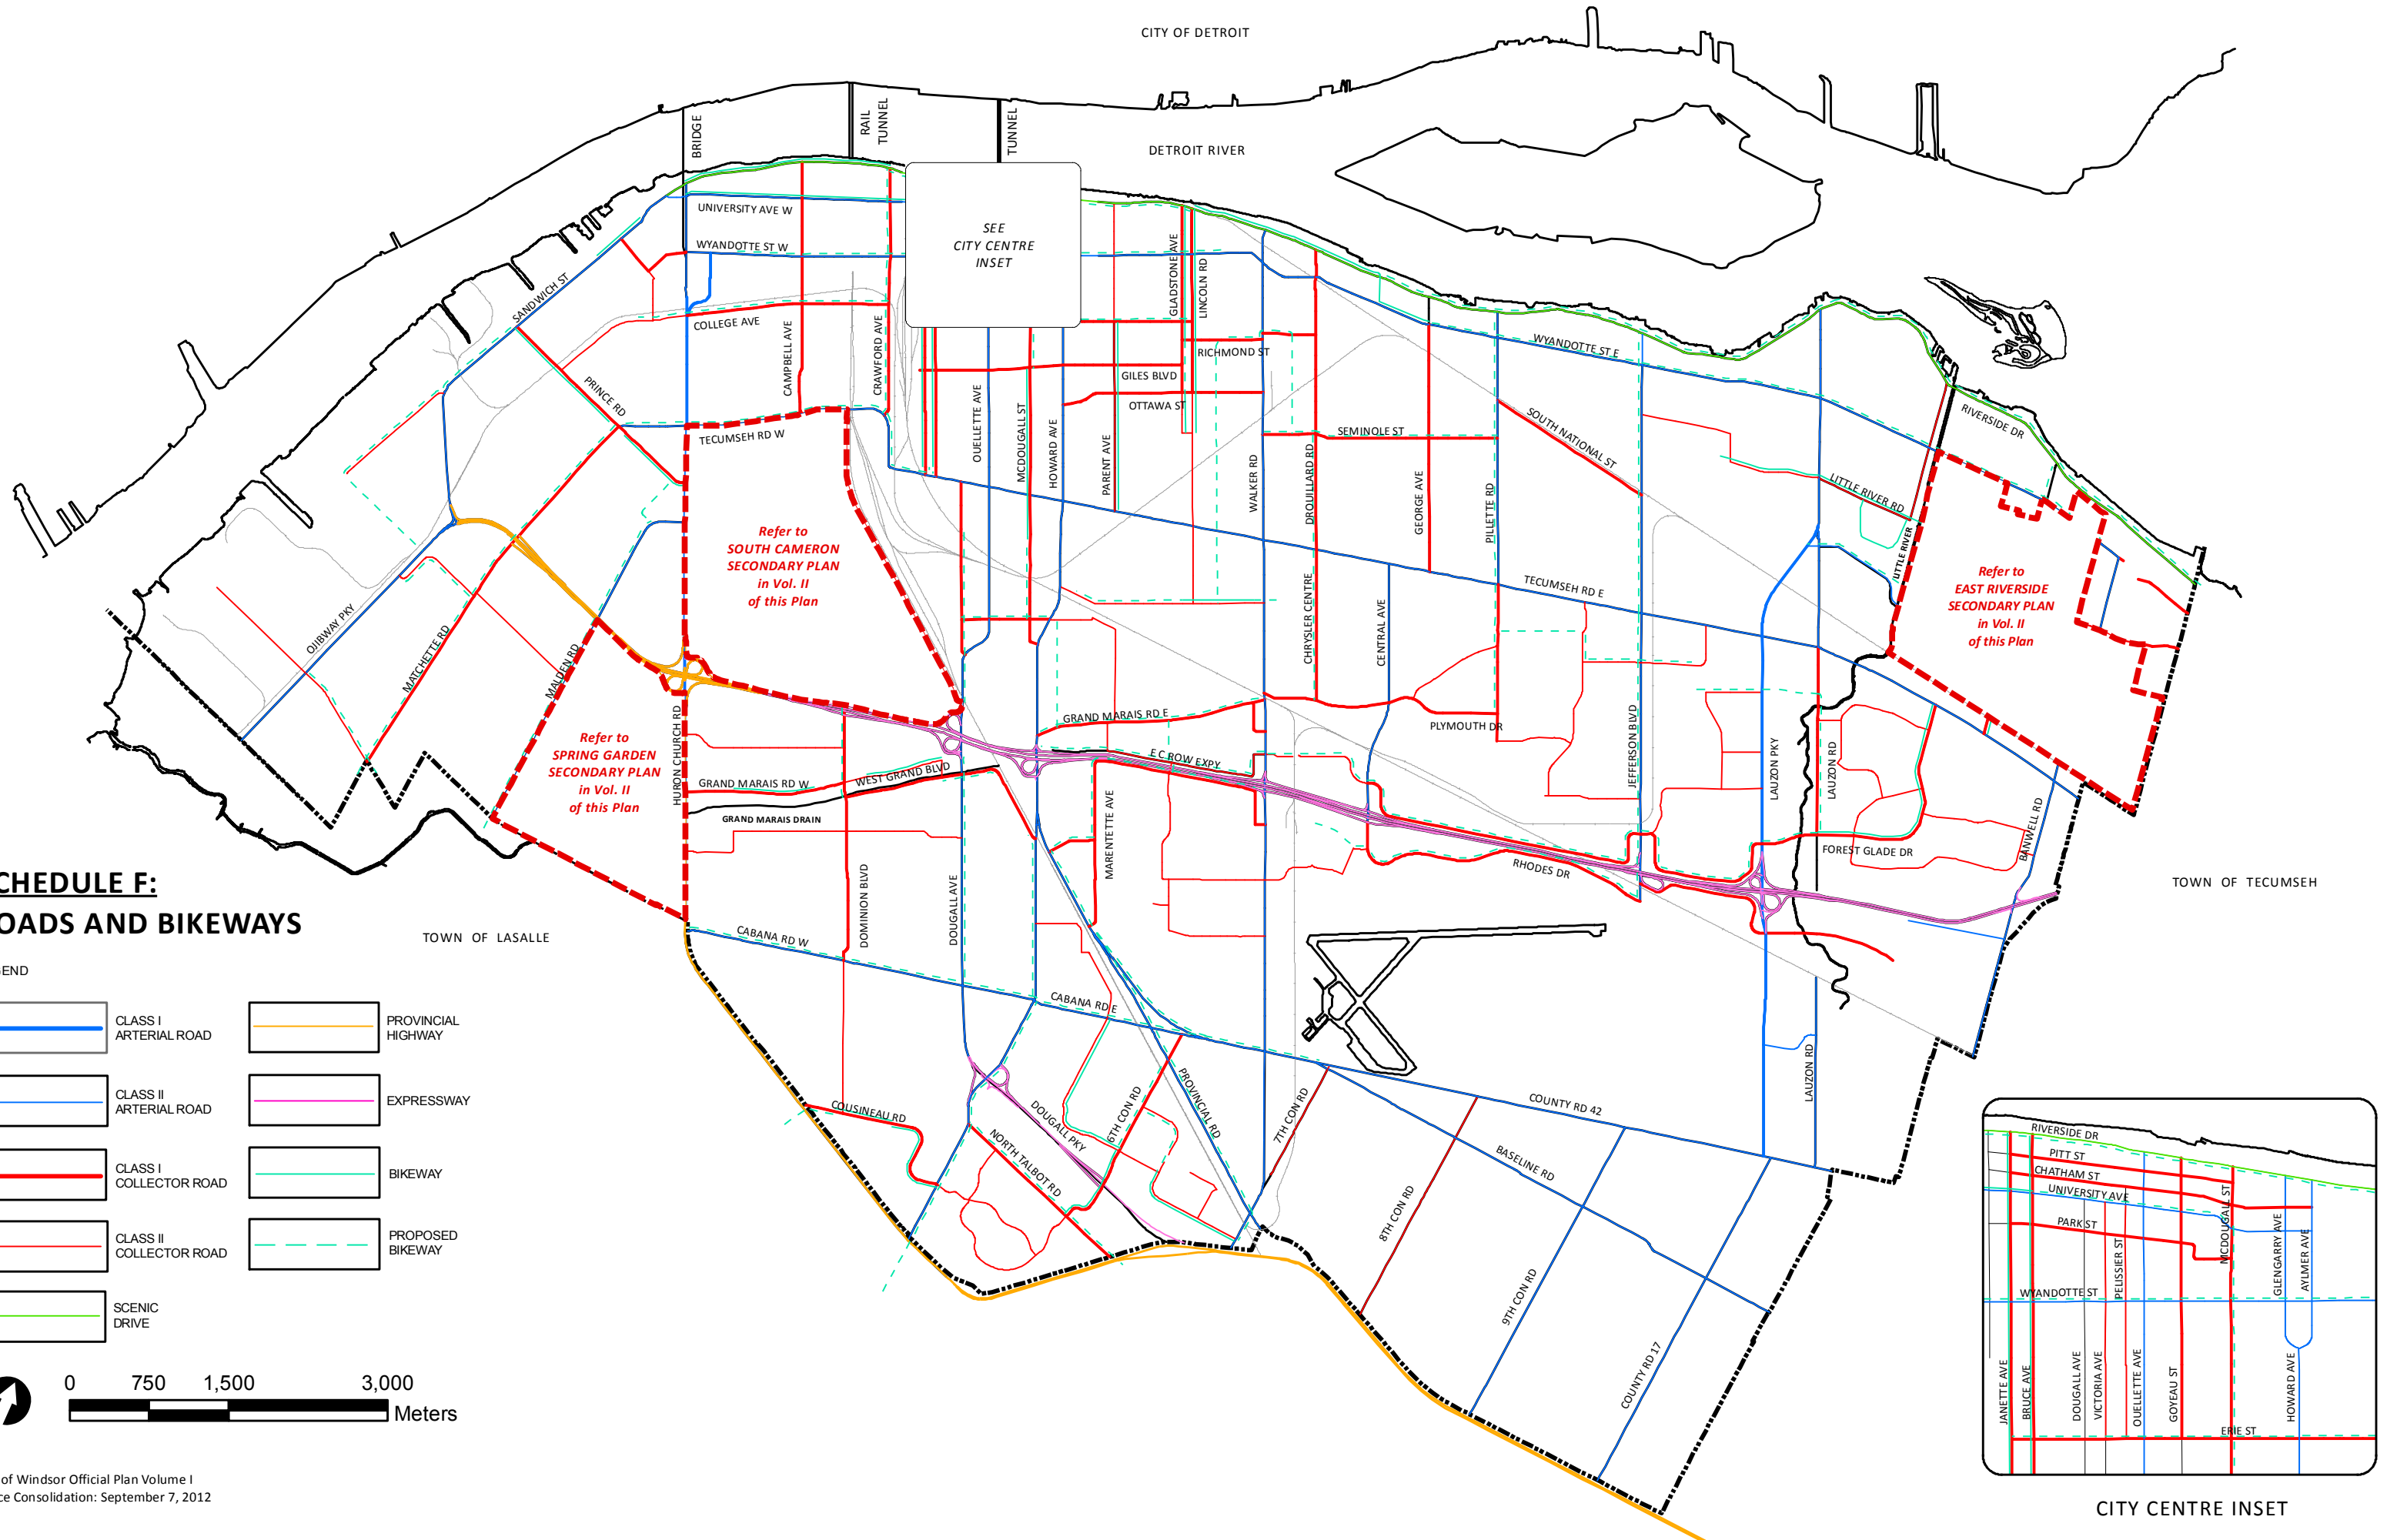 CITY OF DETROIT
BRIDGE
RAIL
TUNNEL
TUNNEL
DETROIT RIVER
SEE
CITY CENTRE
INSET
UNIVERSITY AVE W
WYANDOTTE ST W
SANDWICH ST
COLLEGE AVE
CAMPBELL AVE
CRAWFORD AVE
PRINCE RD
TECUMSEH RD W
GLADSTONE AVE
LINCOLN RD
RICHMOND ST
GILES BLVD
OTTAWA ST
OUELLETTE AVE
MCDOUGALL ST
HOWARD AVE
PARENT AVE
WALKER RD
DROUILLARD RD
SEMINOLE ST
GEORGE AVE
PILLETTE RD
WYANDOTTE ST E
SOUTH NATIONAL ST
RIVERSIDE DR
LITTLE RIVER RD
LITTLE RIVER
Refer to
SOUTH CAMERON
SECONDARY PLAN
in Vol. II
of this Plan
Refer to
EAST RIVERSIDE
SECONDARY PLAN
in Vol. II
of this Plan
TECUMSEH RD E
CHRYSLER CENTRE
CENTRAL AVE
OJIBWAY PKY
MATCHETTE RD
MALDEN RD
HURON CHURCH RD
Refer to
SPRING GARDEN
SECONDARY PLAN
in Vol. II
of this Plan
GRAND MARAIS RD E
PLYMOUTH DR
E C ROW EXPY
JEFFERSON BLVD
LAUZON PKY
LAUZON RD
GRAND MARAIS RD W
WEST GRAND BLVD
GRAND MARAIS DRAIN
MARENTETTE AVE
RHODES DR
FOREST GLADE DR
BANWELL RD
TOWN OF TECUMSEH
CHEDULE F:
OADS AND BIKEWAYS
TOWN OF LASALLE
CABANA RD W
DOMINION BLVD
DOUGALL AVE
CABANA RD E
PROVINCIAL RD
COUSINEAU RD
NORTH TALBOT RD
DOUGALL PKY
6TH CON RD
7TH CON RD
COUNTY RD 42
BASELINE RD
LAUZON RD
8TH CON RD
9TH CON RD
COUNTY RD 17
GEND
CLASS I
ARTERIAL ROAD
CLASS II
ARTERIAL ROAD
CLASS I
COLLECTOR ROAD
CLASS II
COLLECTOR ROAD
SCENIC
DRIVE
PROVINCIAL
HIGHWAY
EXPRESSWAY
BIKEWAY
PROPOSED
BIKEWAY
0 750 1,500 3,000
Meters
of Windsor Official Plan Volume I
ce Consolidation: September 7, 2012
RIVERSIDE DR
PITT ST
CHATHAM ST
UNIVERSITY AVE
PARK ST
WYANDOTTE ST
MCDOUGALL ST
PELISSIER ST
GLENGARRY AVE
AYLMER AVE
JANETTE AVE
BRUCE AVE
DOUGALL AVE
VICTORIA AVE
OUELLETTE AVE
GOYEAU ST
HOWARD AVE
ERIE ST
CITY CENTRE INSET